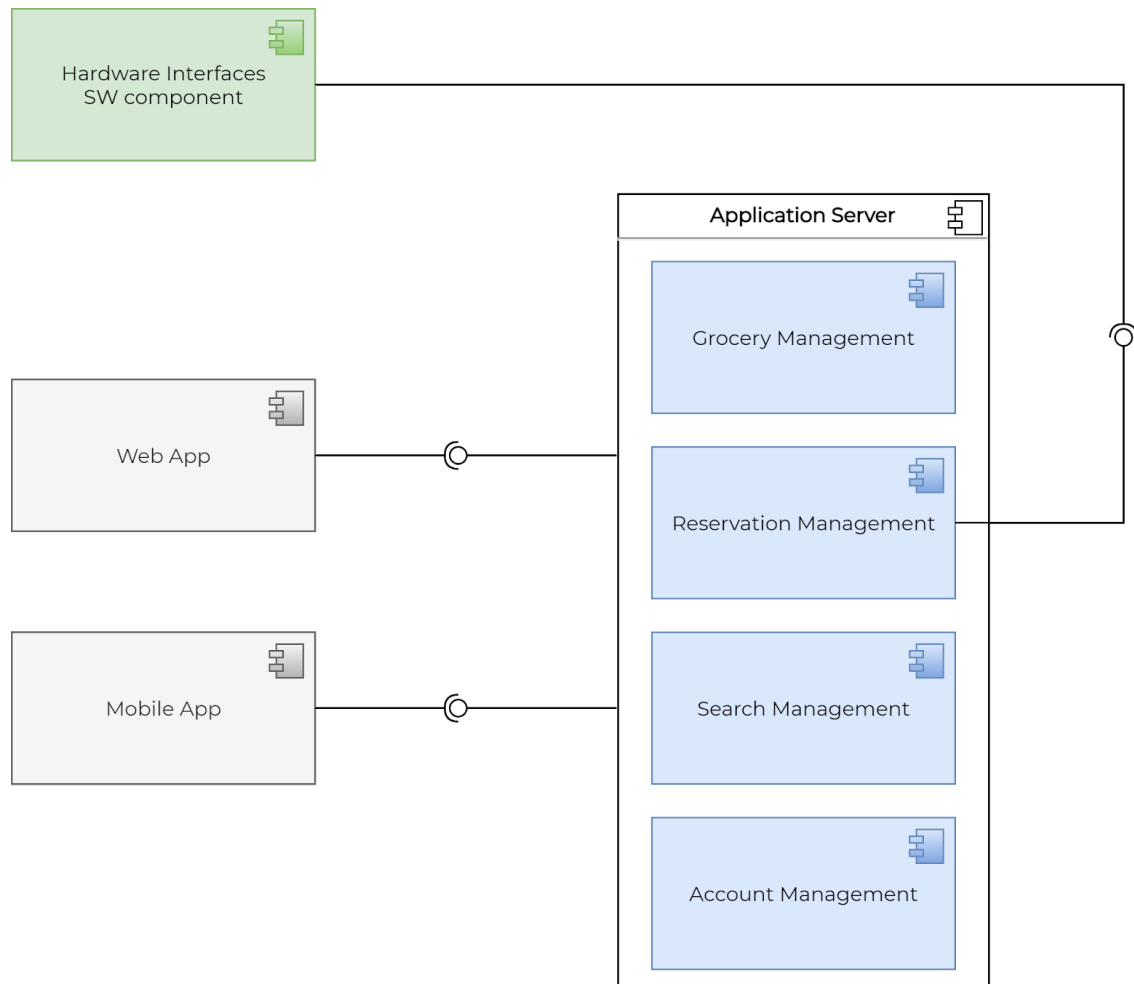 Hardware Interfaces
SW component
Application Server
Grocery Management
Web App
Reservation Management
Mobile App
Search Management
Account Management